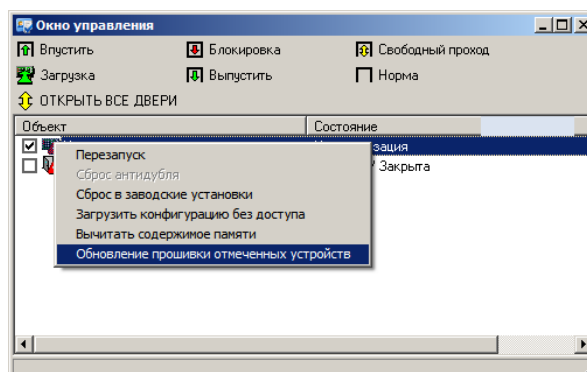 Окно управления
Впустить Блокировка Свободный проход
Загрузка Выпустить Норма
ОТКРЫТЬ ВСЕ ДВЕРИ
Объект Состояние
Перезапуск
Закрыта
Сброс антидубля
Сброс в заводские установки
Загрузить конфигурацию без доступа
Вычитать содержимое памяти
Обновление прошивки отмеченных устройств